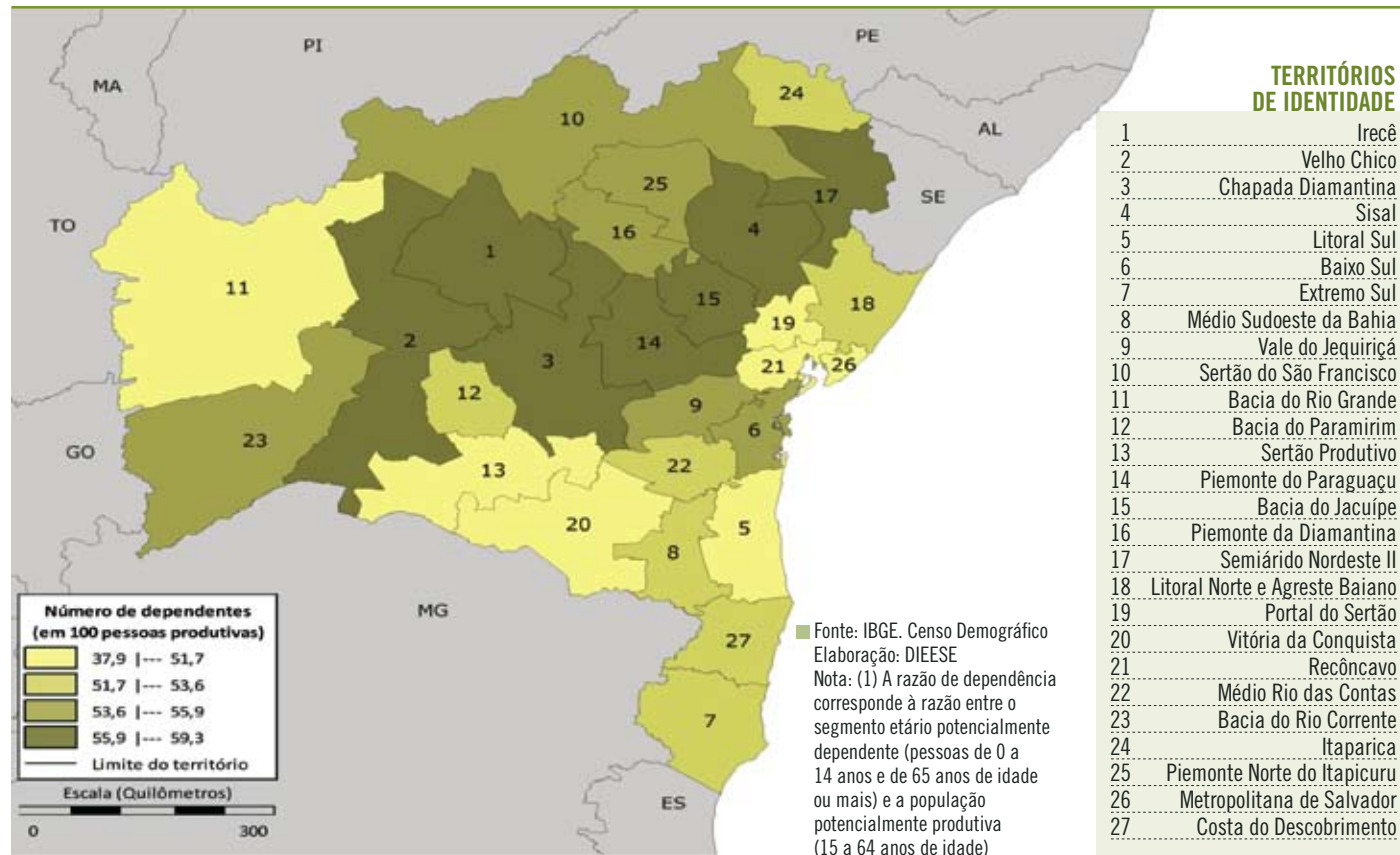 PI
PE
MA
AL
TO
SE
GO
MG
ES
24
10
25
17
16
4
1
11
15
18
19
2
14
3
21
26
12
9
6
23
22
13
20
5
8
27
7
Número de dependentes
(em 100 pessoas produtivas)
37,9 |--- 51,7
51,7 |--- 53,6
53,6 |--- 55,9
55,9 |--- 59,3
Limite do território
Escala (Quilômetros)
0 300
Fonte: IBGE. Censo Demográfico
Elaboração: DIEESE
Nota: (1) A razão de dependência
corresponde à razão entre o
segmento etário potencialmente
dependente (pessoas de 0 a
14 anos e de 65 anos de idade
ou mais) e a população
potencialmente produtiva
(15 a 64 anos de idade)
TERRITÓRIOS
DE IDENTIDADE
1 Irecê
2 Velho Chico
3 Chapada Diamantina
4 Sisal
5 Litoral Sul
6 Baixo Sul
7 Extremo Sul
8 Médio Sudoeste da Bahia
9 Vale do Jequiriçá
10 Sertão do São Francisco
11 Bacia do Rio Grande
12 Bacia do Paramirim
13 Sertão Produtivo
14 Piemonte do Paraguaçu
15 Bacia do Jacuípe
16 Piemonte da Diamantina
17 Semiárido Nordeste II
18 Litoral Norte e Agreste Baiano
19 Portal do Sertão
20 Vitória da Conquista
21 Recôncavo
22 Médio Rio das Contas
23 Bacia do Rio Corrente
24 Itaparica
25 Piemonte Norte do Itapicuru
26 Metropolitana de Salvador
27 Costa do Descobrimento